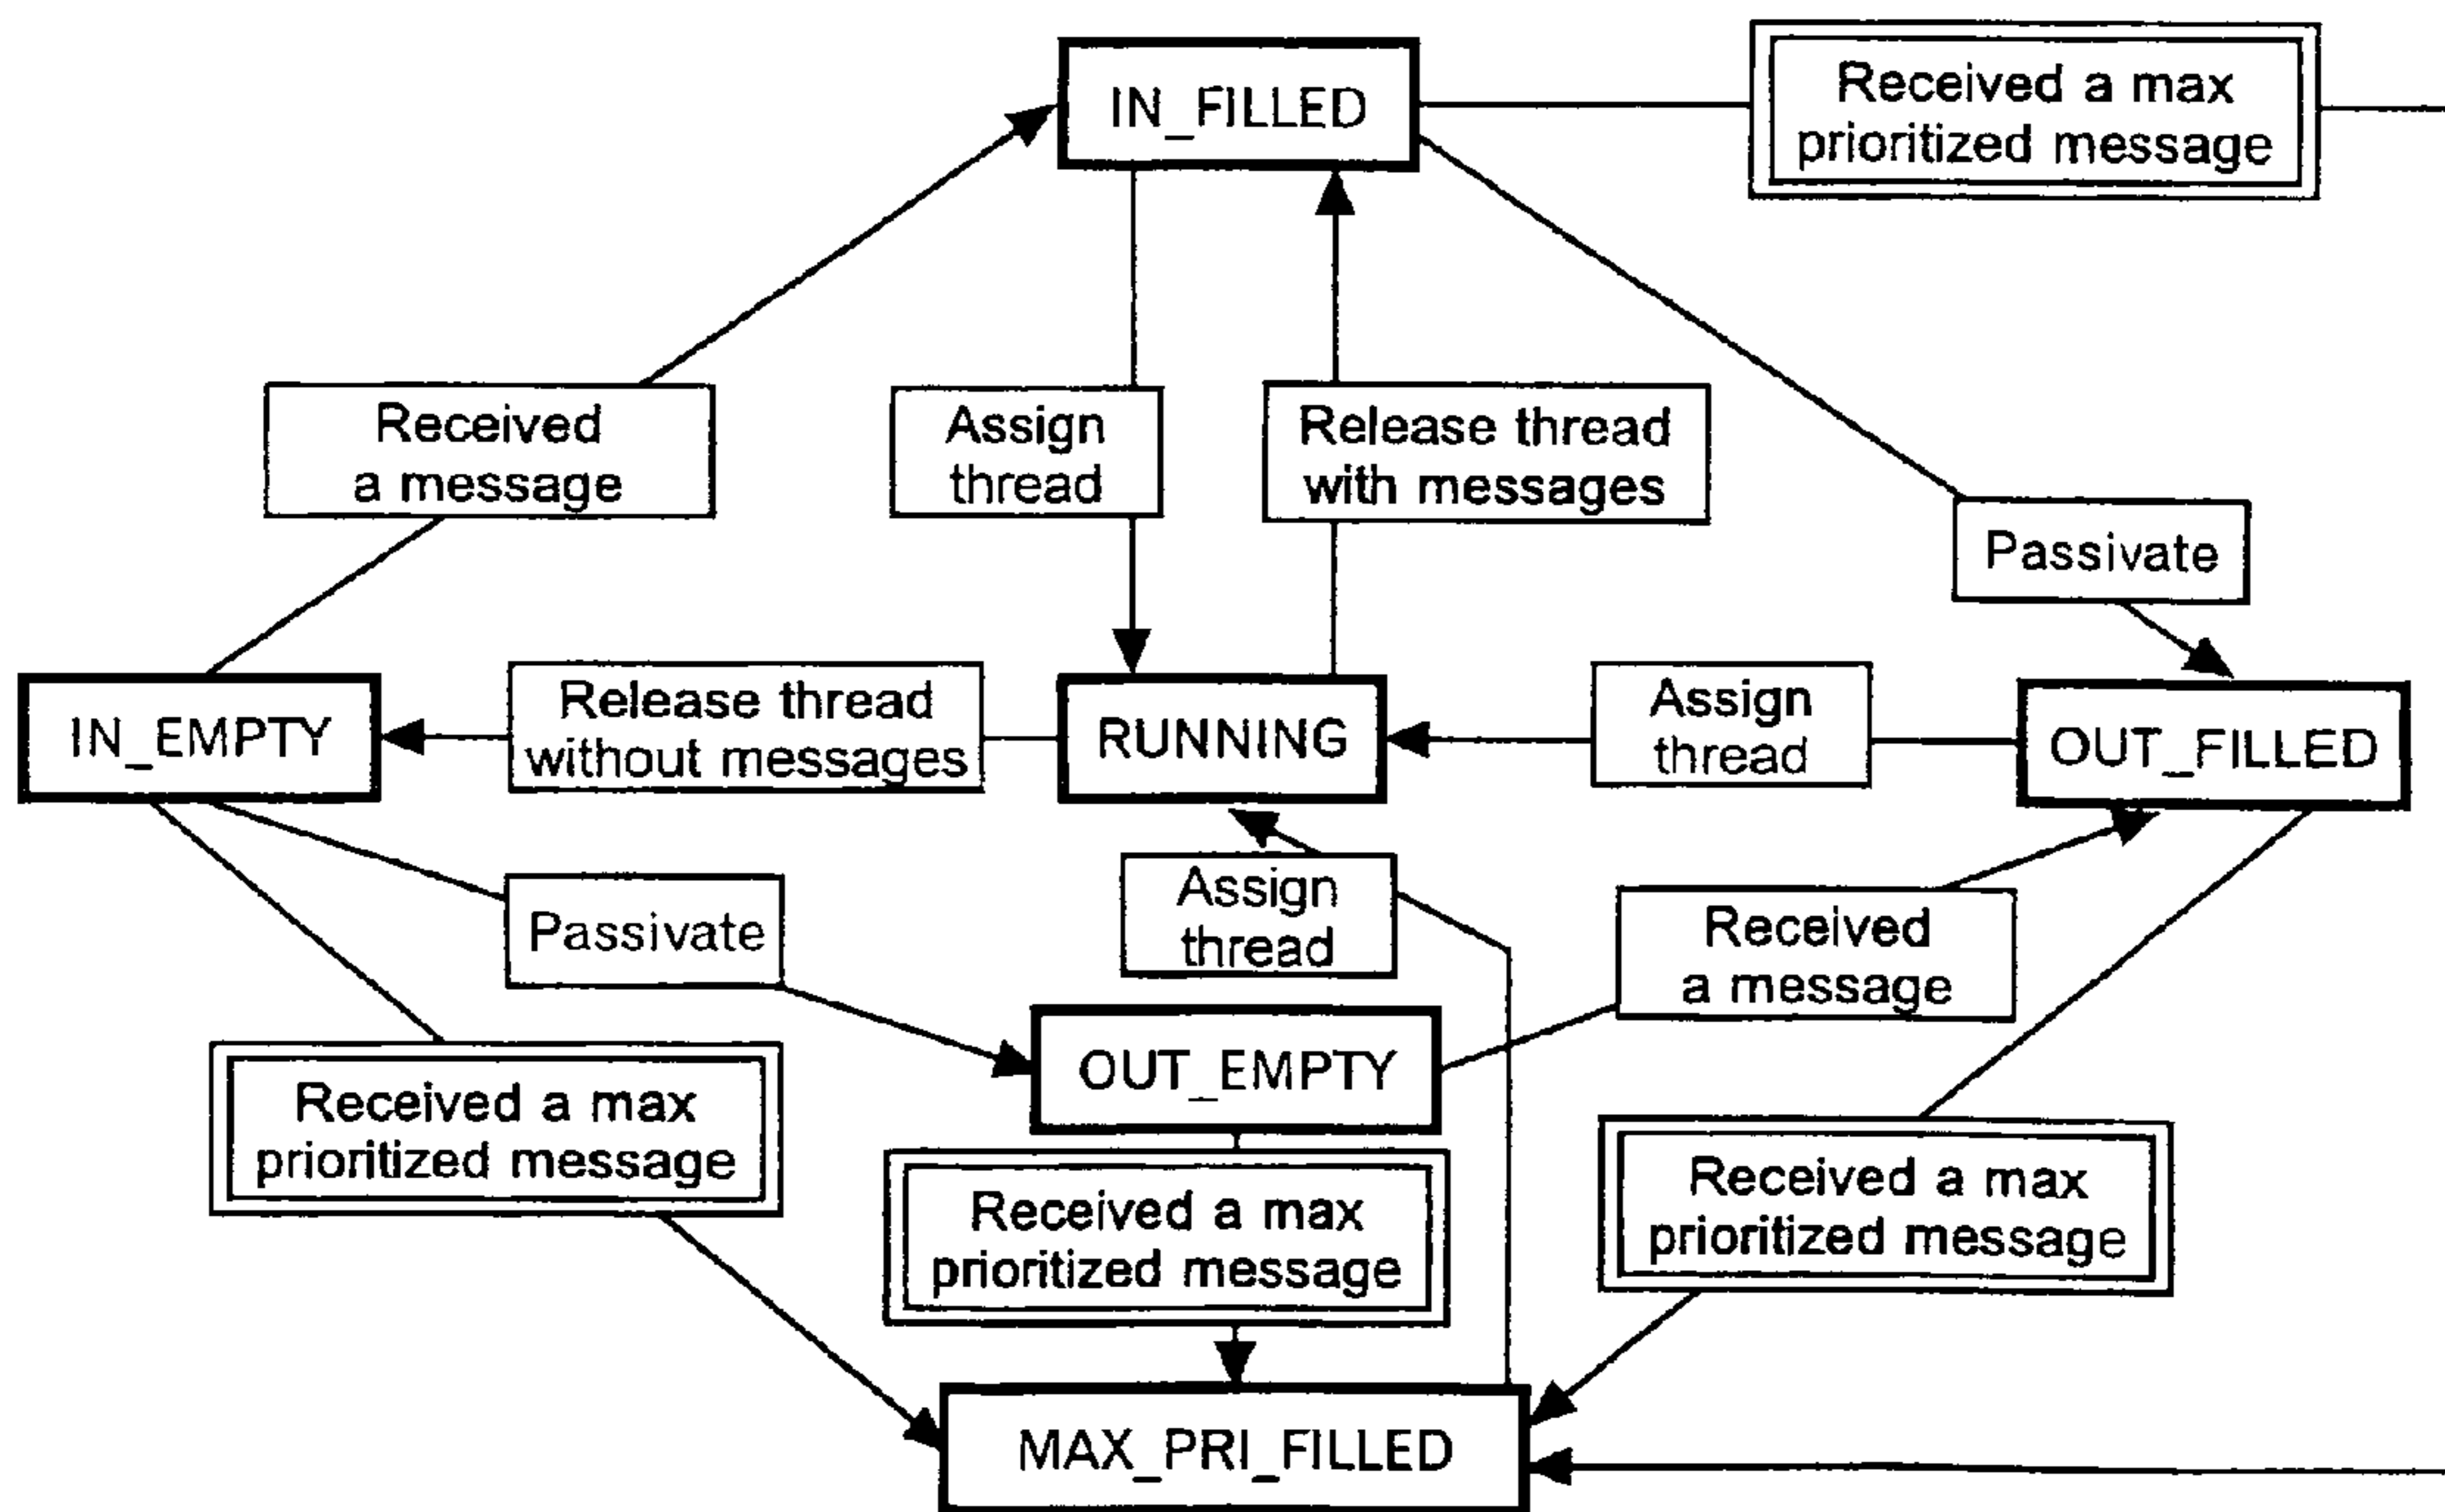 IN_FILLED
Received a max
prioritized message
Received
a message
Assign
thread
Release thread
with messages
Passivate
IN_EMPTY
Release thread
without messages
RUNNING
Assign
thread
OUT_FILLED
Passivate
Assign
thread
Received
a message
OUT_EMPTY
Received a max
prioritized message
Received a max
prioritized message
Received a max
prioritized message
MAX_PRI_FILLED